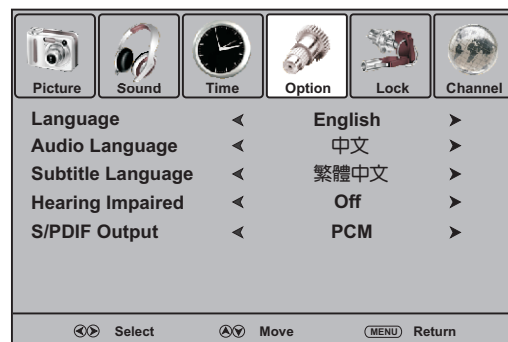 Picture Sound Time Option Lock Channel
Language English
Audio Language 中文
Subtitle Language 繁體中文
Hearing Impaired Off
S/PDIF Output PCM
Select Move MENU Return